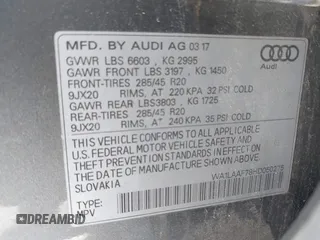 MFD. BY AUDI AG 03 17
GVWR LBS 6603 , KG 2995
GAWR FRONT LBS 3197 , KG 1450
FRONT-TIRES 285/45 R20
9JX20 RIMS, AT 220 KPA 32 PSI COLD
GAWR REAR LBS3803 KG 1725
REAR-TIRES 285/45 R20
9JX20 RIMS, AT 240 KPA 35 PSI COLD
THIS VEHICLE CONFORMS TO ALL APPLICABLE
U.S. FEDERAL MOTOR VEHICLE SAFETY AND
THEFT PREVENTION STANDARDS IN EFFECT ON
THE DATE OF MANUFACTURE SHOWN ABOVE.
SLOVAKIA
TYPE:
MPV
Audi
DREAMBID